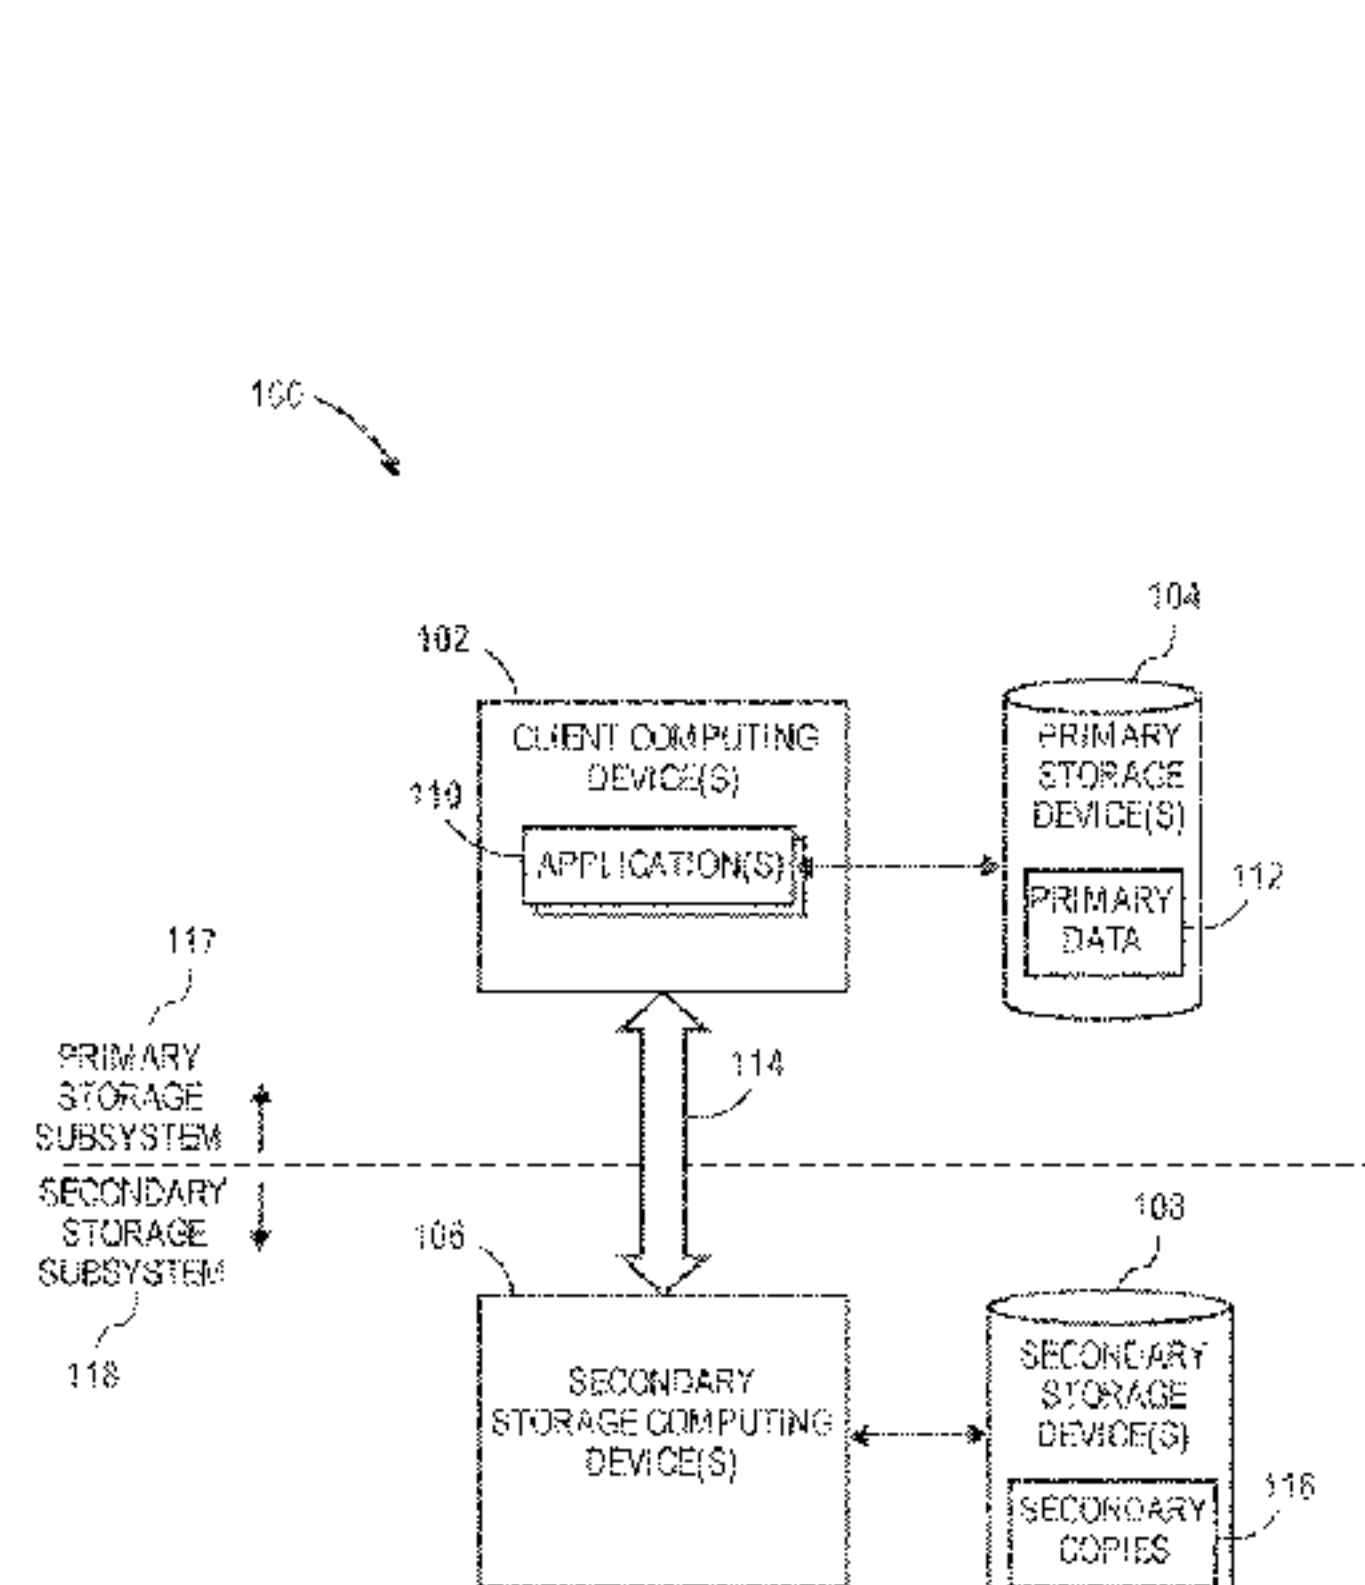 100
104
102
CLIENT COMPUTING
DEVICE(S)
PRIMARY
STORAGE
DEVICE(S)
110
APPLICATION(S)
112
PRIMARY
DATA
117
PRIMARY
STORAGE
SUBSYSTEM
114
SECONDARY
STORAGE
SUBSYSTEM
118
106
108
SECONDARY
STORAGE COMPUTING
DEVICE(S)
SECONDARY
STORAGE
DEVICE(S)
116
SECONDARY
COPIES